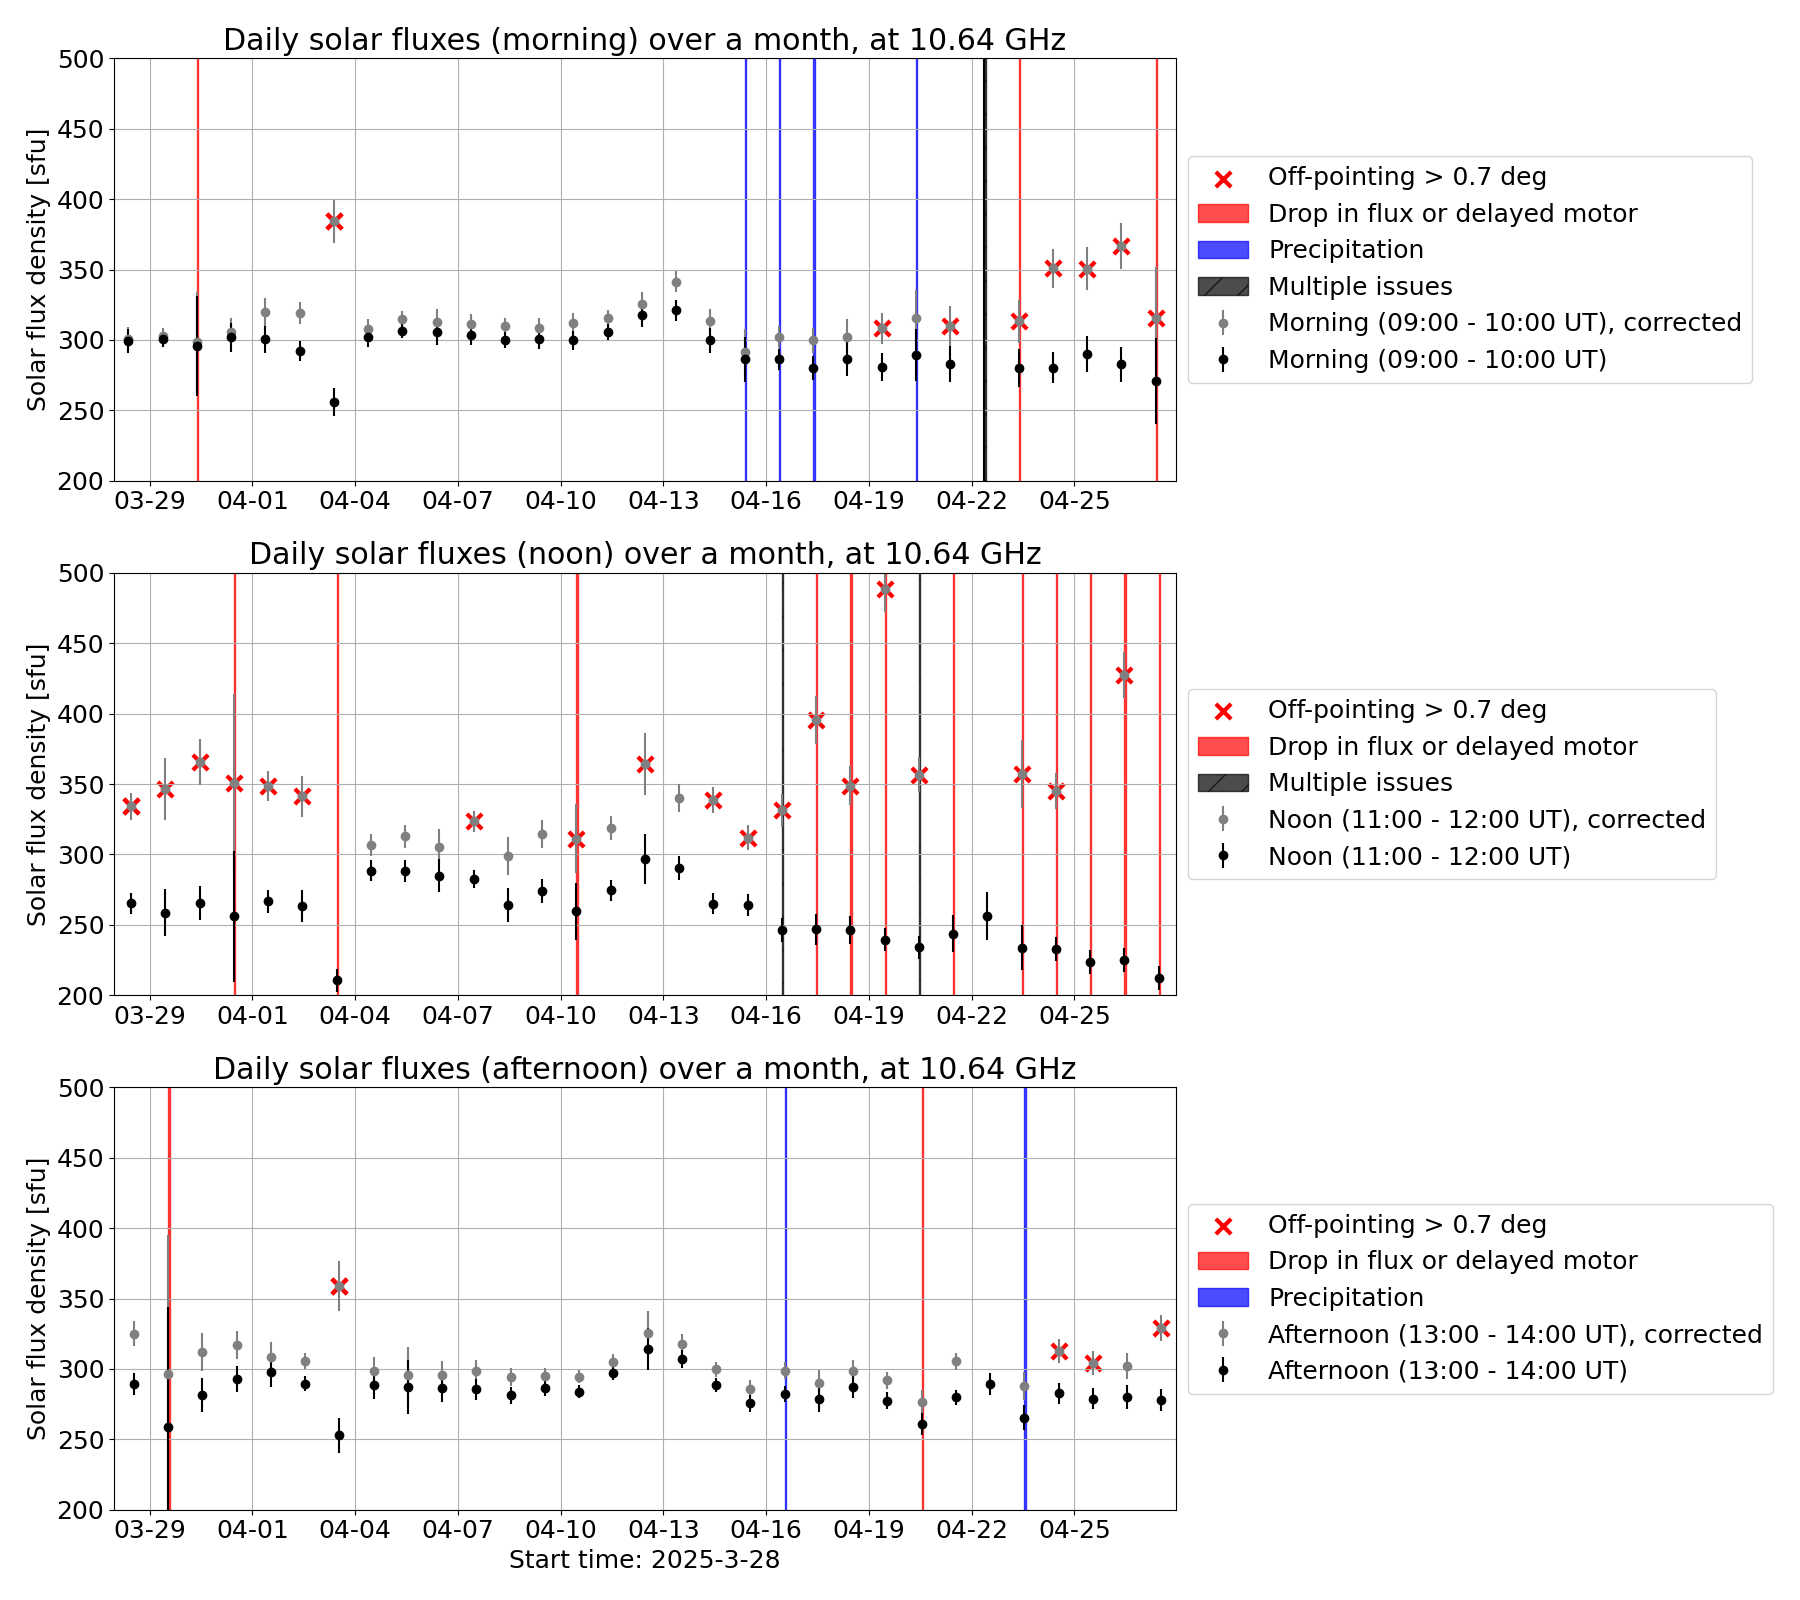 Daily solar fluxes (morning) over a month, at 10.64 GHz
Solar flux density [sfu]
500
450
400
350
300
250
200
03-29 04-01 04-04 04-07 04-10 04-13 04-16 04-19 04-22 04-25
Off-pointing > 0.7 deg
Drop in flux or delayed motor
Precipitation
Multiple issues
Morning (09:00 - 10:00 UT), corrected
Morning (09:00 - 10:00 UT)
Daily solar fluxes (noon) over a month, at 10.64 GHz
Solar flux density [sfu]
500
450
400
350
300
250
200
03-29 04-01 04-04 04-07 04-10 04-13 04-16 04-19 04-22 04-25
Off-pointing > 0.7 deg
Drop in flux or delayed motor
Multiple issues
Noon (11:00 - 12:00 UT), corrected
Noon (11:00 - 12:00 UT)
Daily solar fluxes (afternoon) over a month, at 10.64 GHz
Solar flux density [sfu]
500
450
400
350
300
250
200
03-29 04-01 04-04 04-07 04-10 04-13 04-16 04-19 04-22 04-25
Start time: 2025-3-28
Off-pointing > 0.7 deg
Drop in flux or delayed motor
Precipitation
Afternoon (13:00 - 14:00 UT), corrected
Afternoon (13:00 - 14:00 UT)